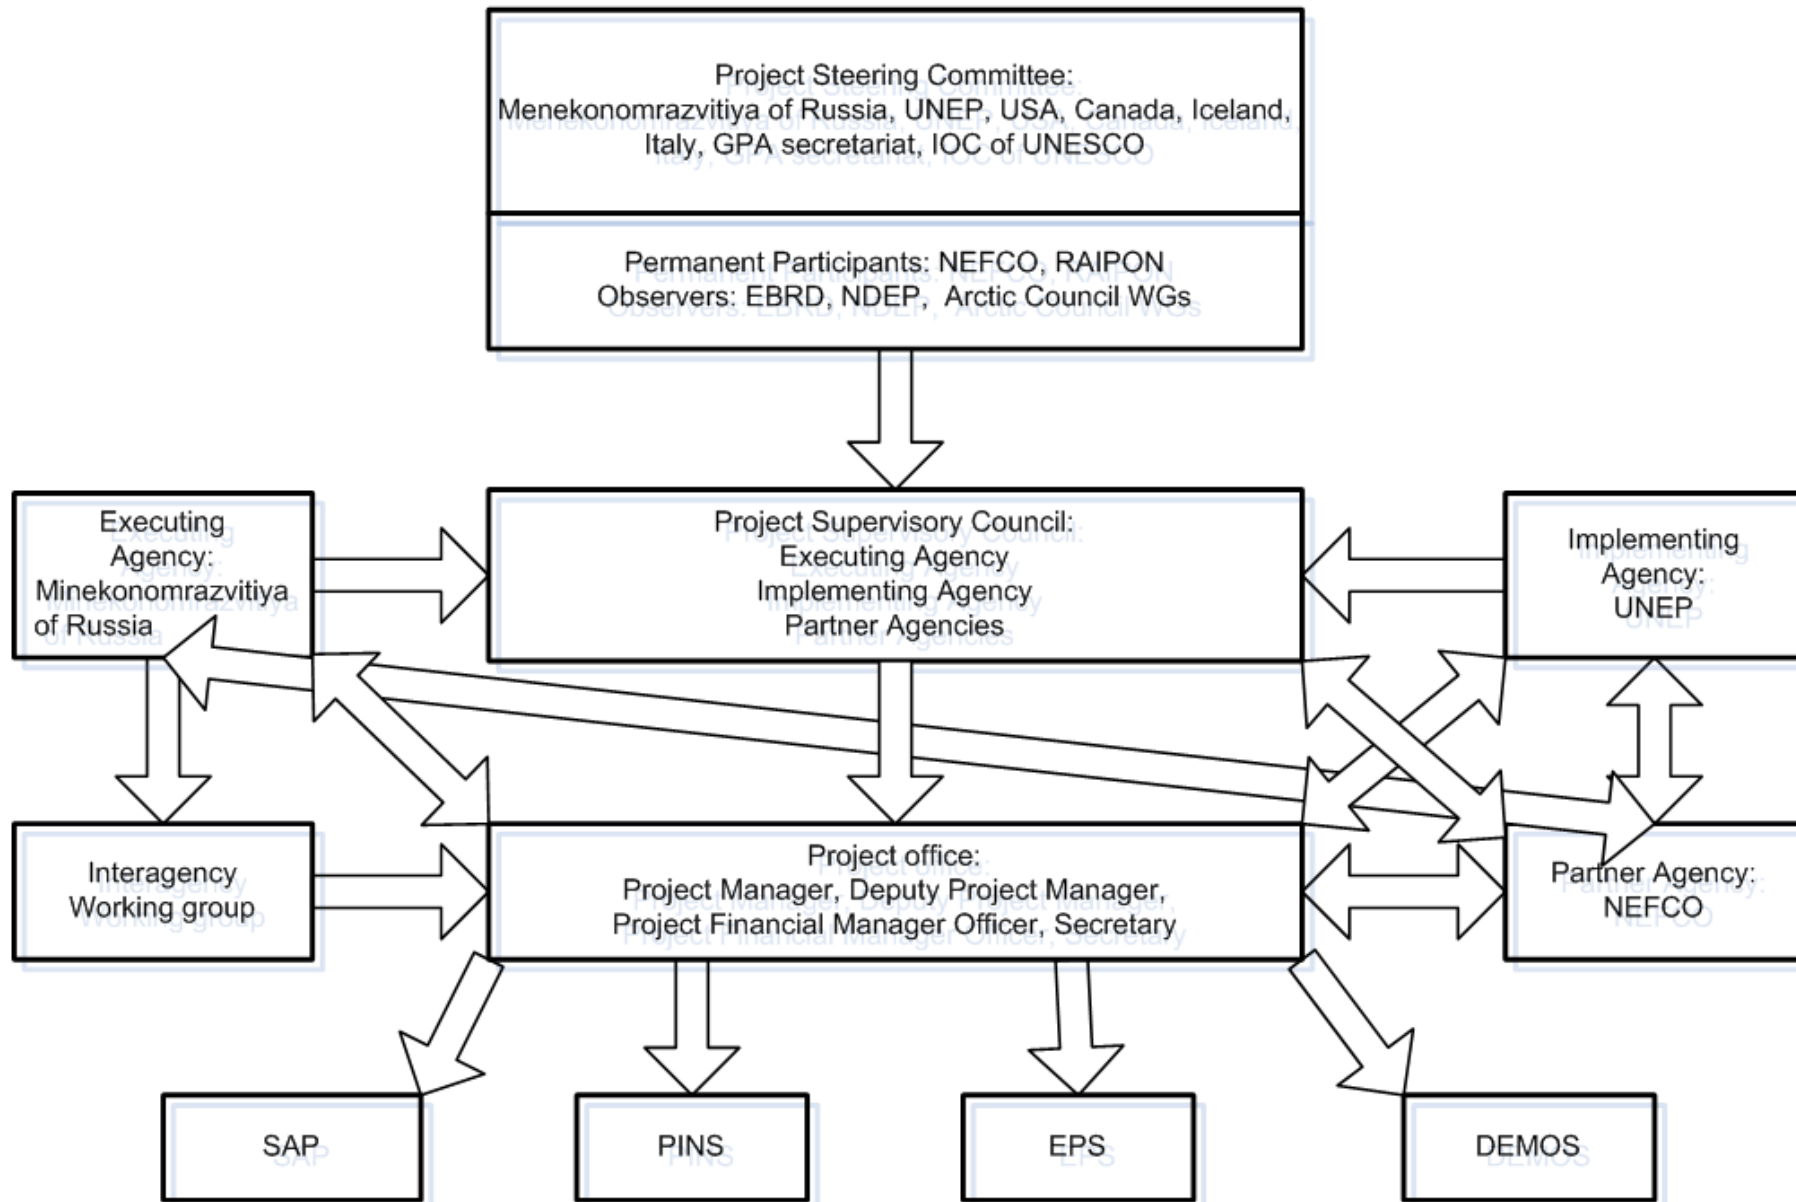 Project Steering Committee:
Menekonomrazvitiya of Russia, UNEP, USA, Canada, Iceland,
Italy, GPA secretariat, IOC of UNESCO
Permanent Participants: NEFCO, RAIPON
Observers: EBRD, NDEP, Arctic Council WGs
Executing
Agency:
Minekonomrazvitiya
of Russia
Project Supervisory Council:
Executing Agency
Implementing Agency
Partner Agencies
Implementing
Agency:
UNEP
Interagency
Working group
Project office:
Project Manager, Deputy Project Manager,
Project Financial Manager Officer, Secretary
Partner Agency:
NEFCO
SAP
PINS
EPS
DEMOS